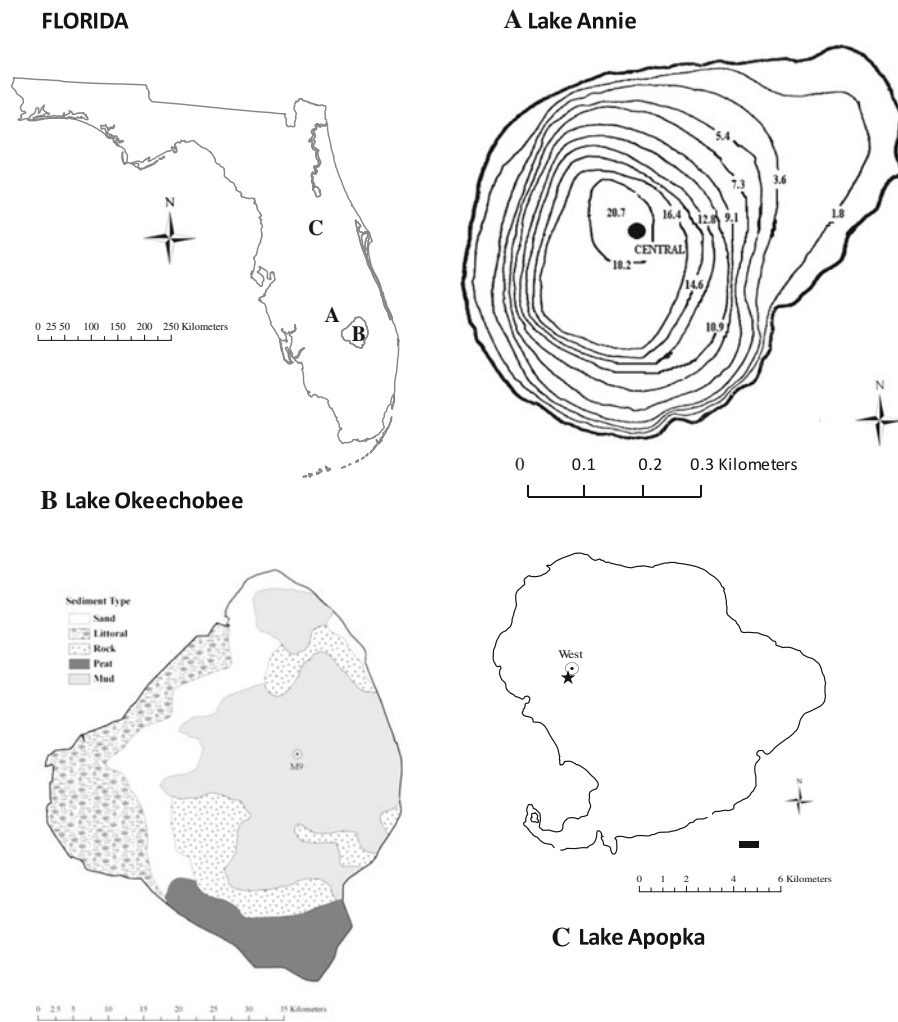 FLORIDA
N
C
A
B
0 25 50 100 150 200 250 Kilometers
A Lake Annie
5.4
3.6
7.3
1.8
20.7
16.4
12.8
9.1
CENTRAL
18.2
14.6
10.9
N
0 0.1 0.2 0.3 Kilometers
B Lake Okeechobee
Sediment Type
Sand
Littoral
Rock
Peat
Mud
M9
0 2.5 5 10 15 20 25 30 35 Kilometers
West
N
0 1 2 4 6 Kilometers
C Lake Apopka